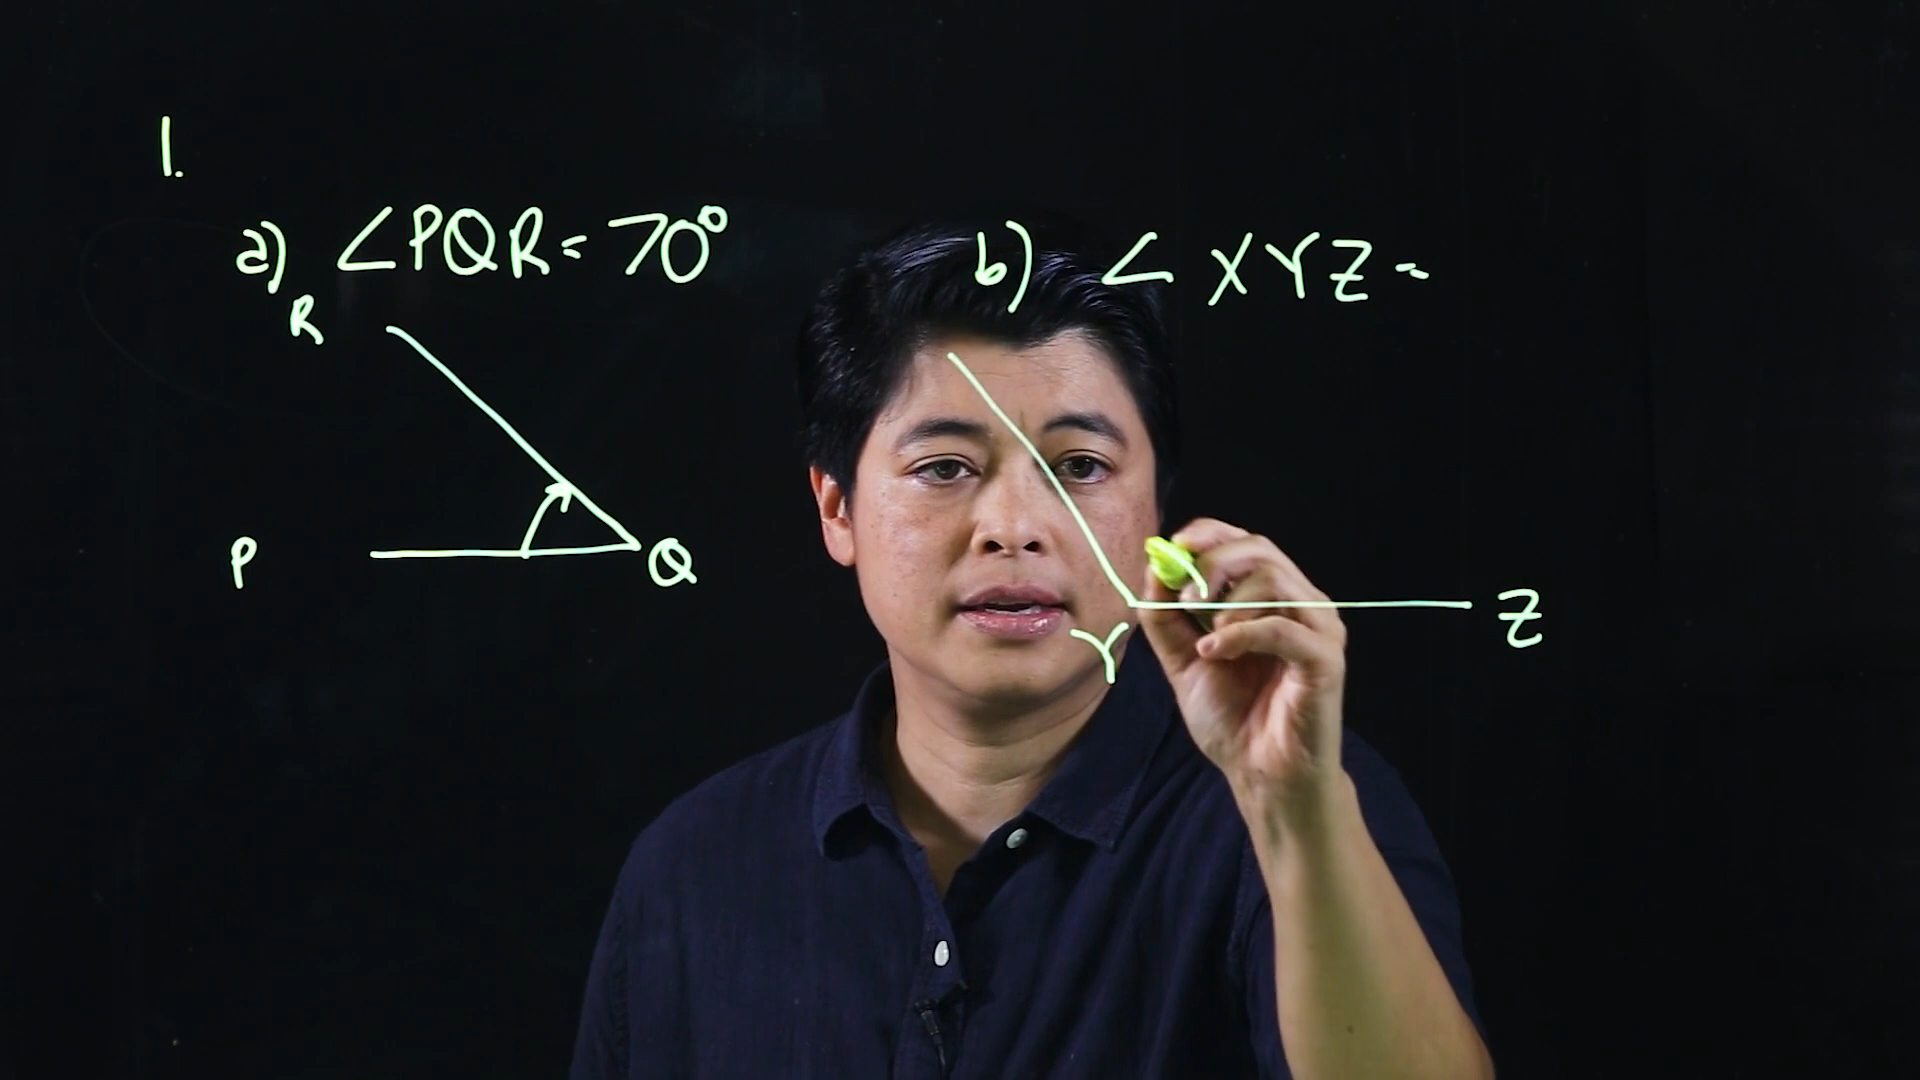 1.
a) ∠PQR = 70°
b) ∠XYZ =
R
P
Q
Y
Z